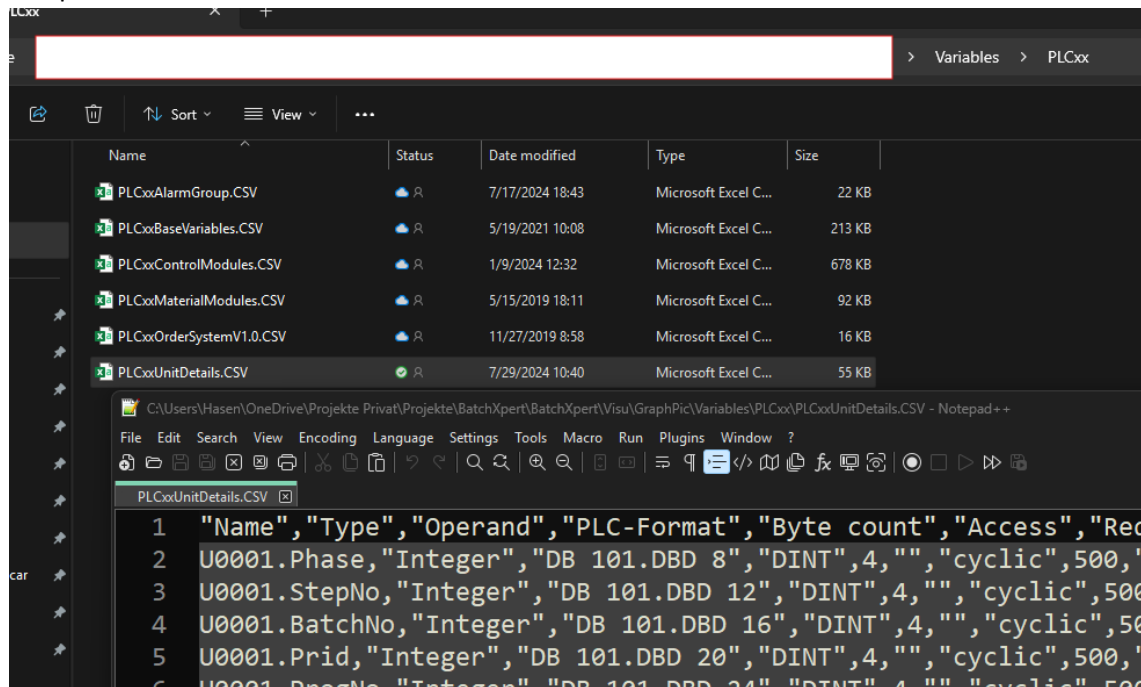 LCxx
Variables > PLCxx
Sort View
Name Status Date modified Type Size
PLCxxAlarmGroup.CSV 7/17/2024 18:43 Microsoft Excel C... 22 KB
PLCxxBaseVariables.CSV 5/19/2021 10:08 Microsoft Excel C... 213 KB
PLCxxControlModules.CSV 1/9/2024 12:32 Microsoft Excel C... 678 KB
PLCxxMaterialModules.CSV 5/15/2019 18:11 Microsoft Excel C... 92 KB
PLCxxOrderSystemV1.0.CSV 11/27/2019 8:58 Microsoft Excel C... 16 KB
PLCxxUnitDetails.CSV 7/29/2024 10:40 Microsoft Excel C... 55 KB
C:\Users\Hasen\OneDrive\Projekte Privat\Projekte\BatchXpert\BatchXpert\Visu\GraphPic\Variables\PLCxx\PLCxxUnitDetails.CSV - Notepad++
File Edit Search View Encoding Language Settings Tools Macro Run Plugins Window ?
PLCxxUnitDetails.CSV
1 "Name","Type","Operand","PLC-Format","Byte count","Access","Rec
2 U0001.Phase,"Integer","DB 101.DBD 8","DINT",4,"","cyclic",500,"
3 U0001.StepNo,"Integer","DB 101.DBD 12","DINT",4,"","cyclic",500
4 U0001.BatchNo,"Integer","DB 101.DBD 16","DINT",4,"","cyclic",50
5 U0001.Prid,"Integer","DB 101.DBD 20","DINT",4,"","cyclic",500,"
car